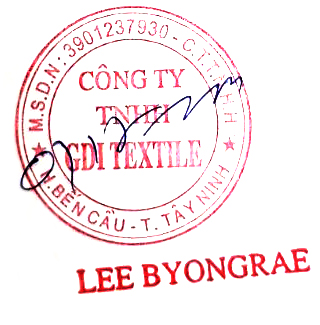 M.S.D.N: 3901237930 - C.T.T.N.H.H
CÔNG TY
TNHH
GDI TEXTILE
H.BẾN CẦU - T. TÂY NINH
LEE BYONGRAE